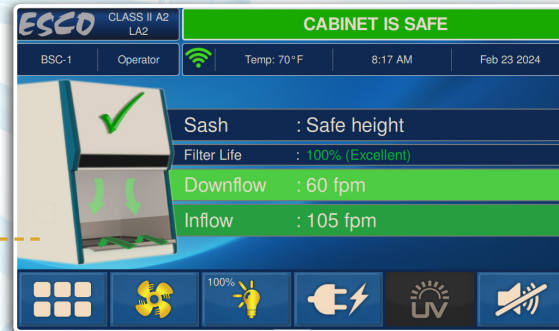 ESCO CLASS II A2 CABINET IS SAFE
LA2
BSC-1 Operator Temp: 70°F 8:17 AM Feb 23 2024
Sash : Safe height
Filter Life : 100% (Excellent)
Downflow : 60 fpm
Inflow : 105 fpm
100%
UV